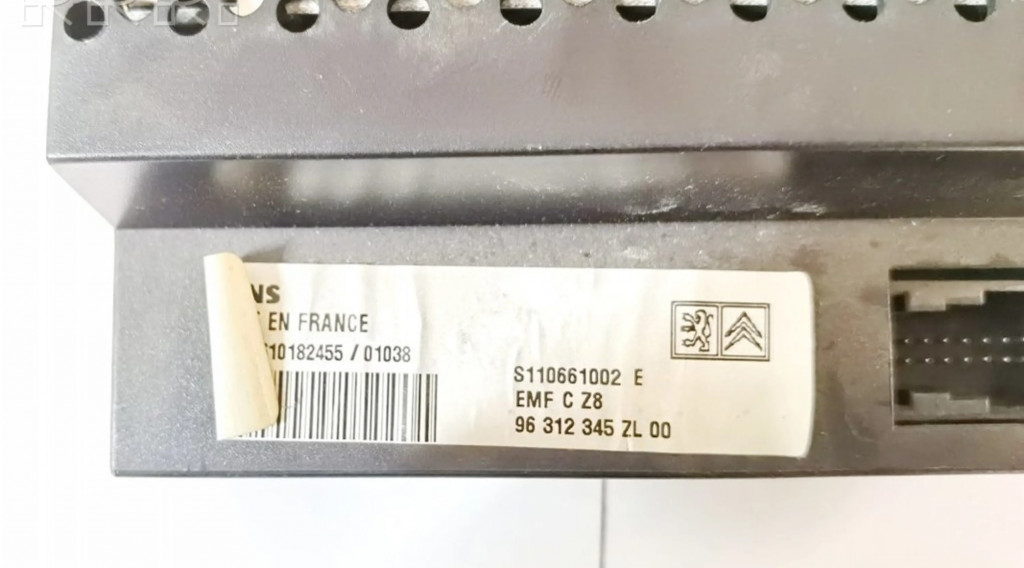 NS
EN FRANCE
10182455 / 01038
S110661002 E
EMF C Z8
96 312 345 ZL 00